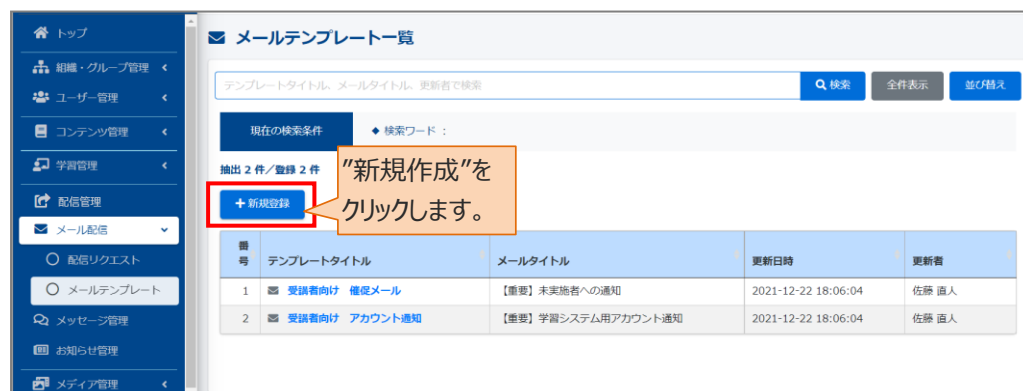 トップ
組織・グループ管理
ユーザー管理
コンテンツ管理
学習管理
配信管理
メール配信
配信リクエスト
メールテンプレート
メッセージ管理
お知らせ管理
メディア管理
メールテンプレート一覧
テンプレートタイトル、メールタイトル、更新者で検索
検索 全件表示 並び替え
現在の検索条件 ◆ 検索ワード :
抽出 2 件/登録 2 件
+ 新規登録
"新規作成"を
クリックします。
番号 テンプレートタイトル メールタイトル 更新日時 更新者
1 受講者向け 催促メール 【重要】未実施者への通知 2021-12-22 18:06:04 佐藤 直人
2 受講者向け アカウント通知 【重要】学習システム用アカウント通知 2021-12-22 18:06:04 佐藤 直人